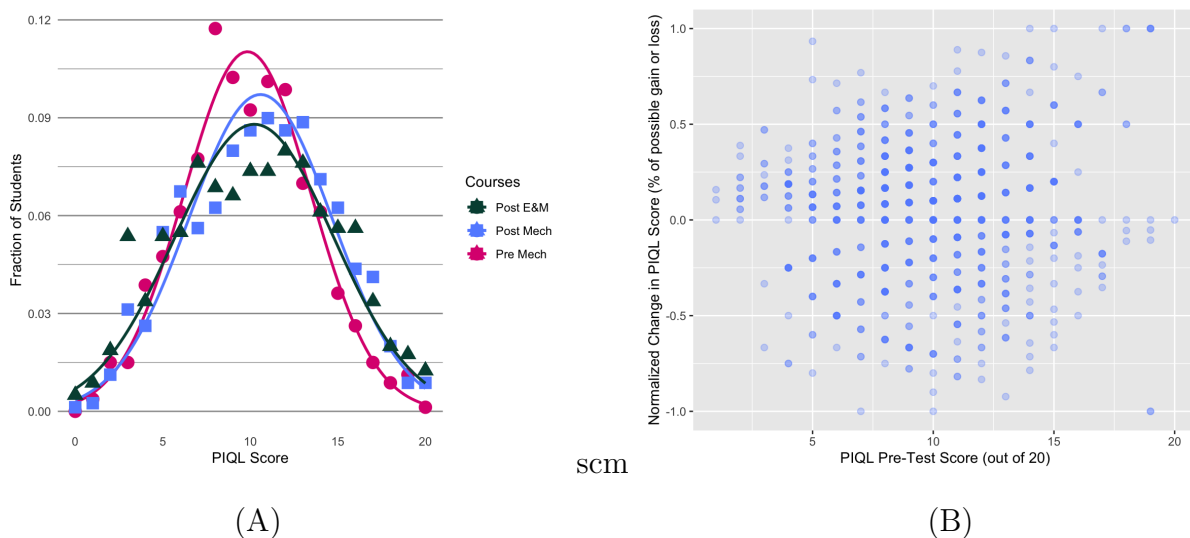 0.12
0.09
0.06
0.03
0.00
Fraction of Students
0 5 10 15 20
PIQL Score
Courses
Post E&M
Post Mech
Pre Mech
scm
(A)
1.0
0.5
0.0
-0.5
-1.0
Normalized Change in PIQL Score (% of possible gain or loss)
5 10 15 20
PIQL Pre-Test Score (out of 20)
(B)